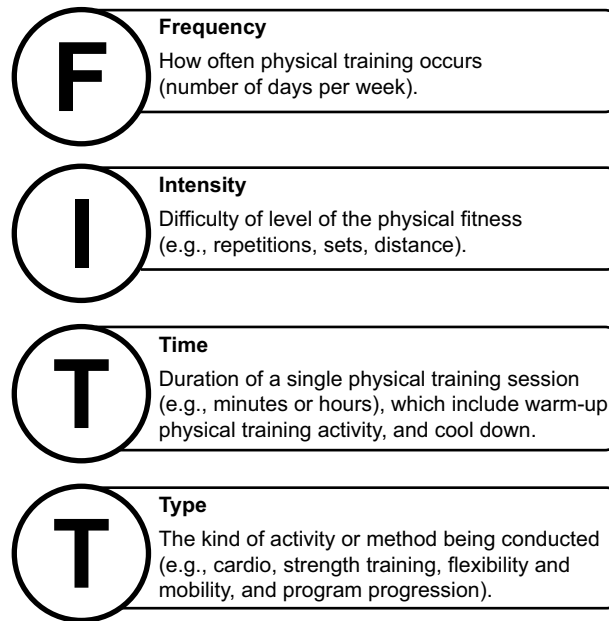 F
Frequency
How often physical training occurs
(number of days per week).
I
Intensity
Difficulty of level of the physical fitness
(e.g., repetitions, sets, distance).
T
Time
Duration of a single physical training session
(e.g., minutes or hours), which include warm-up
physical training activity, and cool down.
T
Type
The kind of activity or method being conducted
(e.g., cardio, strength training, flexibility and
mobility, and program progression).